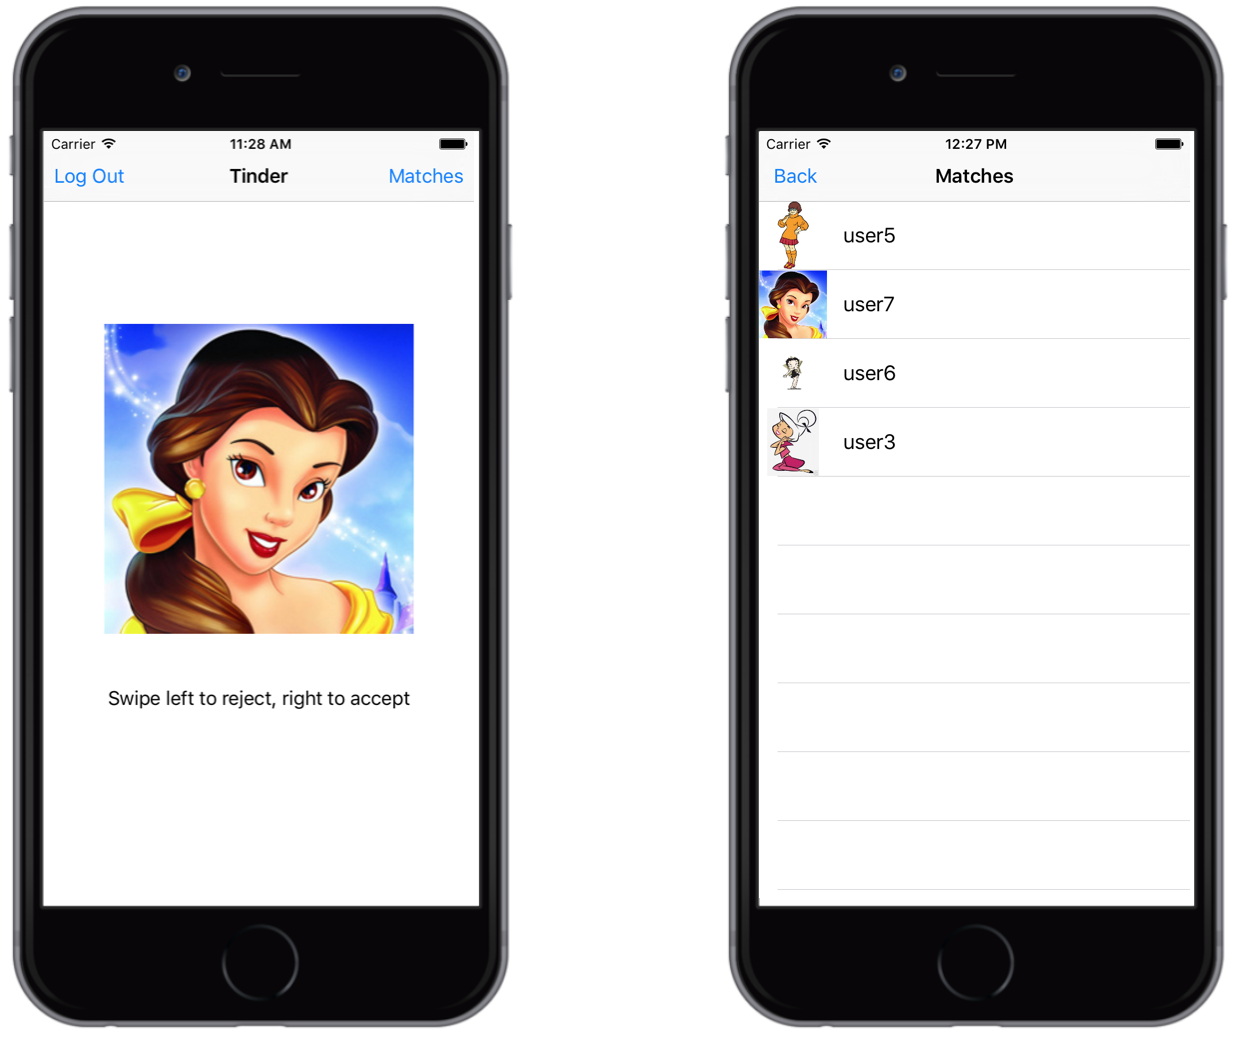 Carrier 11:28 AM
Log Out Tinder Matches
Swipe left to reject, right to accept
Carrier 12:27 PM
Back Matches
user5
user7
user6
user3